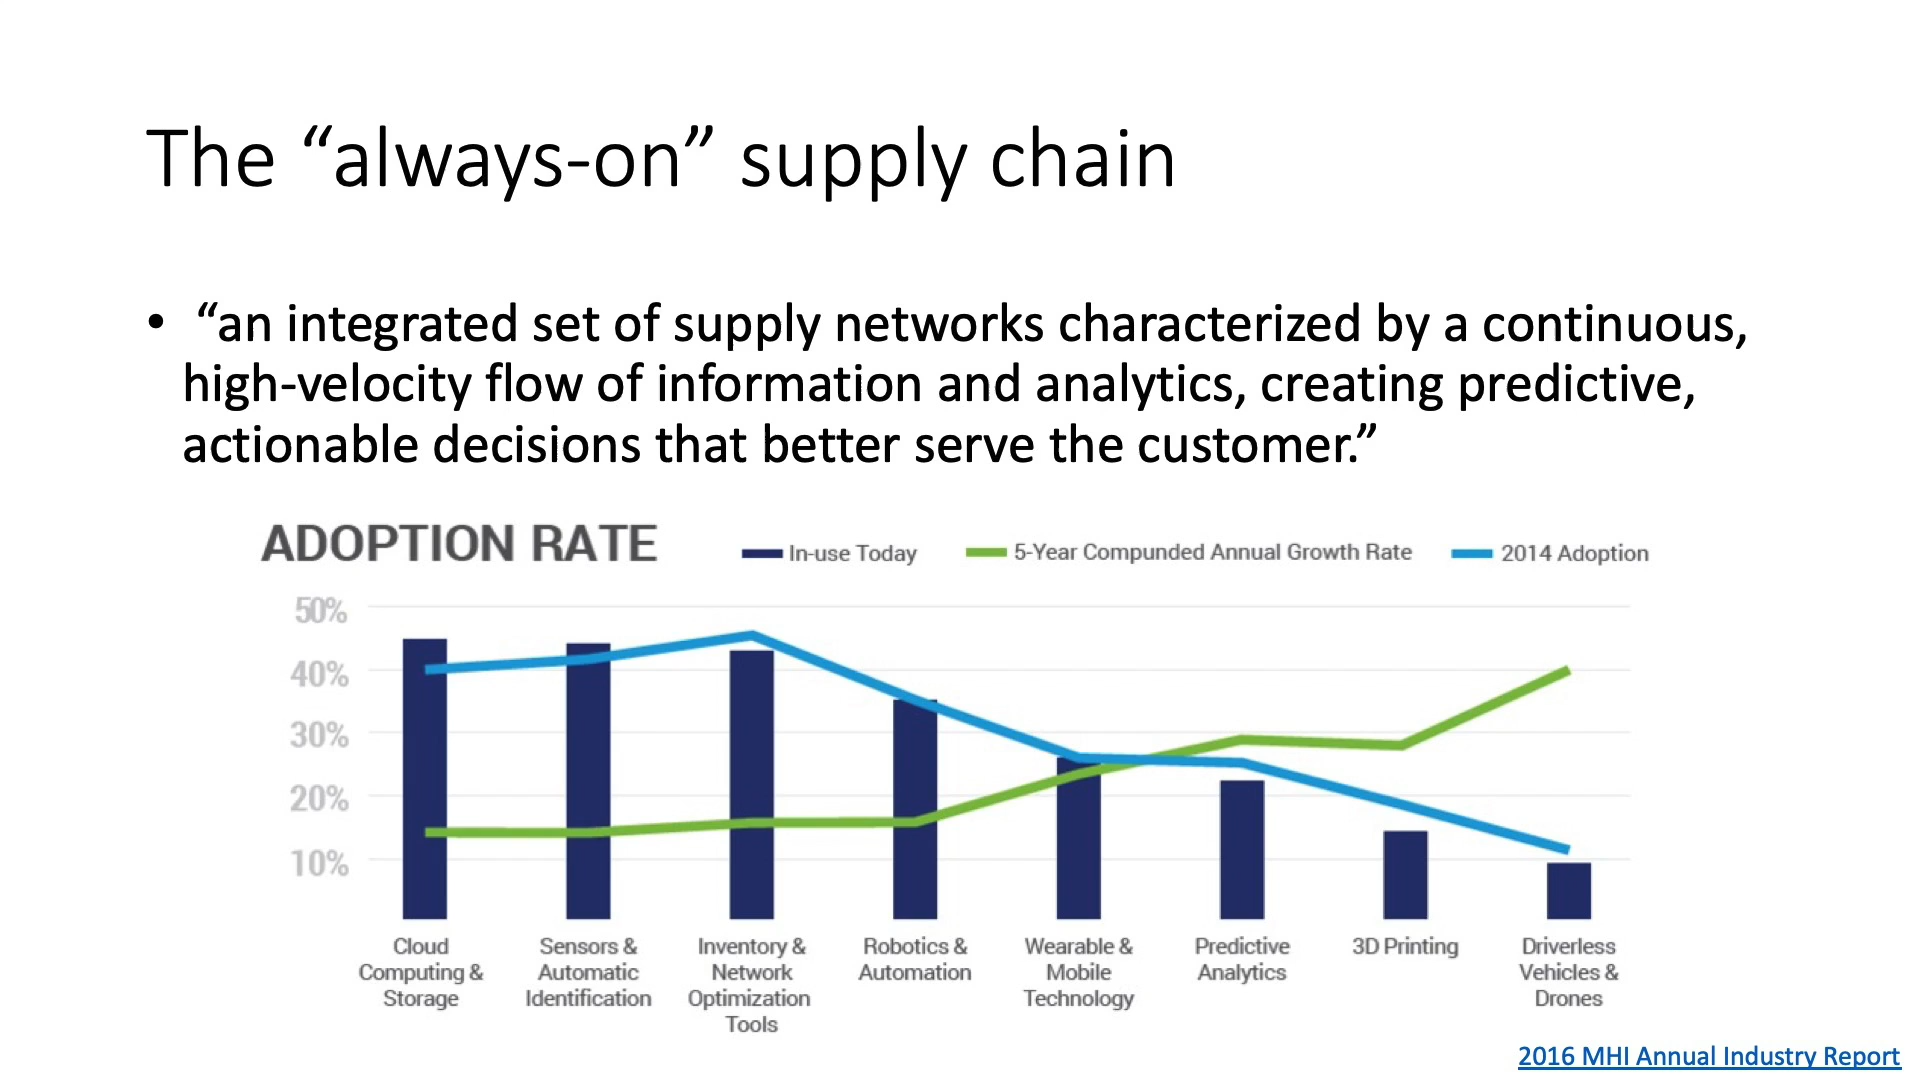 The “always-on” supply chain
• “an integrated set of supply networks characterized by a continuous,
high-velocity flow of information and analytics, creating predictive,
actionable decisions that better serve the customer.”
ADOPTION RATE
In-use Today
5-Year Compunded Annual Growth Rate
2014 Adoption
50%
40%
30%
20%
10%
Cloud
Computing &
Storage
Sensors &
Automatic
Identification
Inventory &
Network
Optimization
Tools
Robotics &
Automation
Wearable &
Mobile
Technology
Predictive
Analytics
3D Printing
Driverless
Vehicles &
Drones
2016 MHI Annual Industry Report